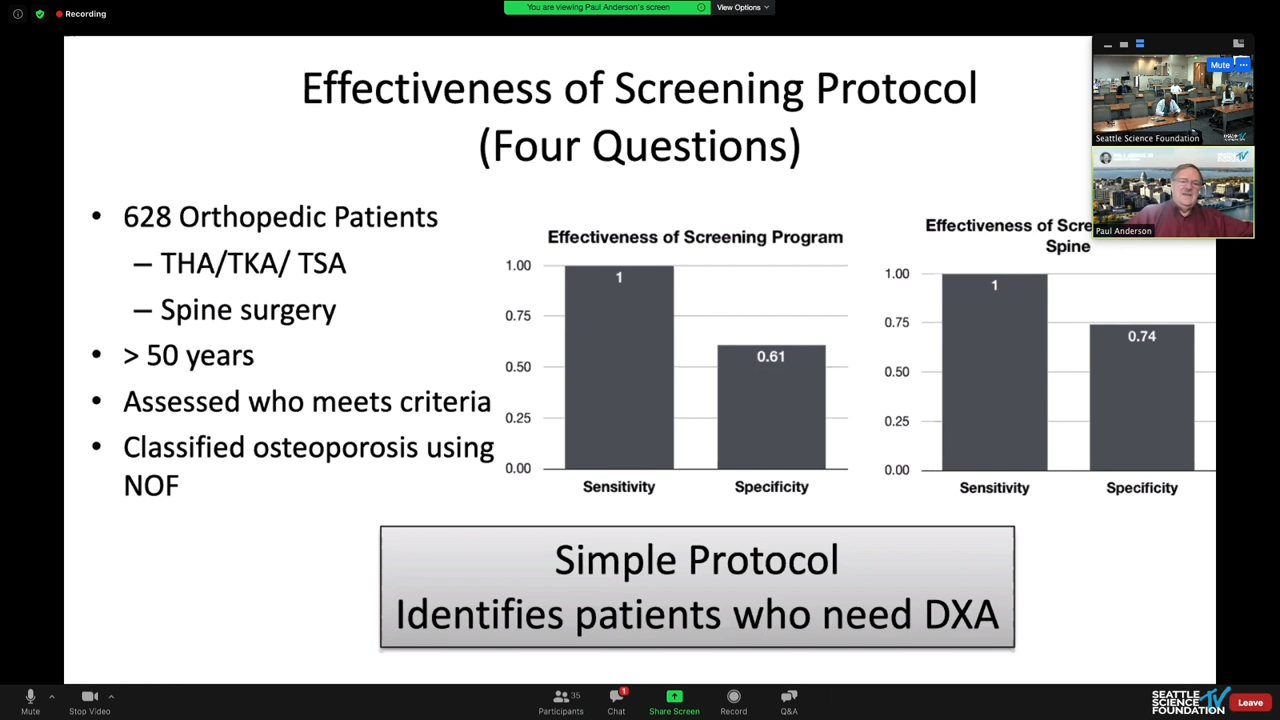 Recording
You are viewing Paul Anderson's screen
View Options
Effectiveness of Screening Protocol
(Four Questions)
• 628 Orthopedic Patients
– THA/TKA/ TSA
– Spine surgery
• > 50 years
• Assessed who meets criteria
• Classified osteoporosis using
NOF
Effectiveness of Screening Program
1.00
0.75
0.50
0.25
0.00
1
0.61
Sensitivity
Specificity
Effectiveness of Scre
Spine
1.00
0.75
0.50
0.25
0.00
1
0.74
Sensitivity
Specificity
Simple Protocol
Identifies patients who need DXA
Mute
Seattle Science Foundation
Paul Anderson
Mute
Stop Video
35
Participants
1
Chat
Share Screen
Record
Q&A
SEATTLE
SCIENCE TV
FOUNDATION
Leave